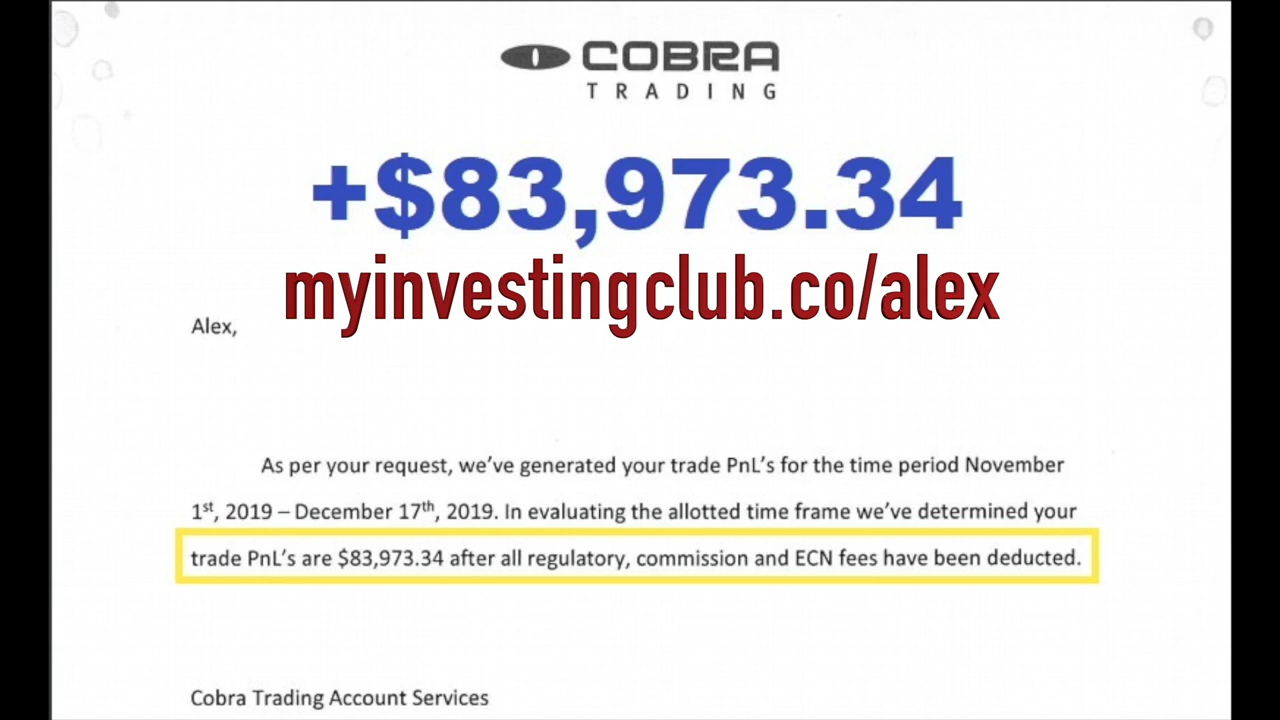 COBRA
TRADING
+$83,973.34
myinvestingclub.co/alex
Alex,
As per your request, we've generated your trade PnL's for the time period November
1st, 2019 – December 17th, 2019. In evaluating the allotted time frame we've determined your
trade PnL's are $83,973.34 after all regulatory, commission and ECN fees have been deducted.
Cobra Trading Account Services